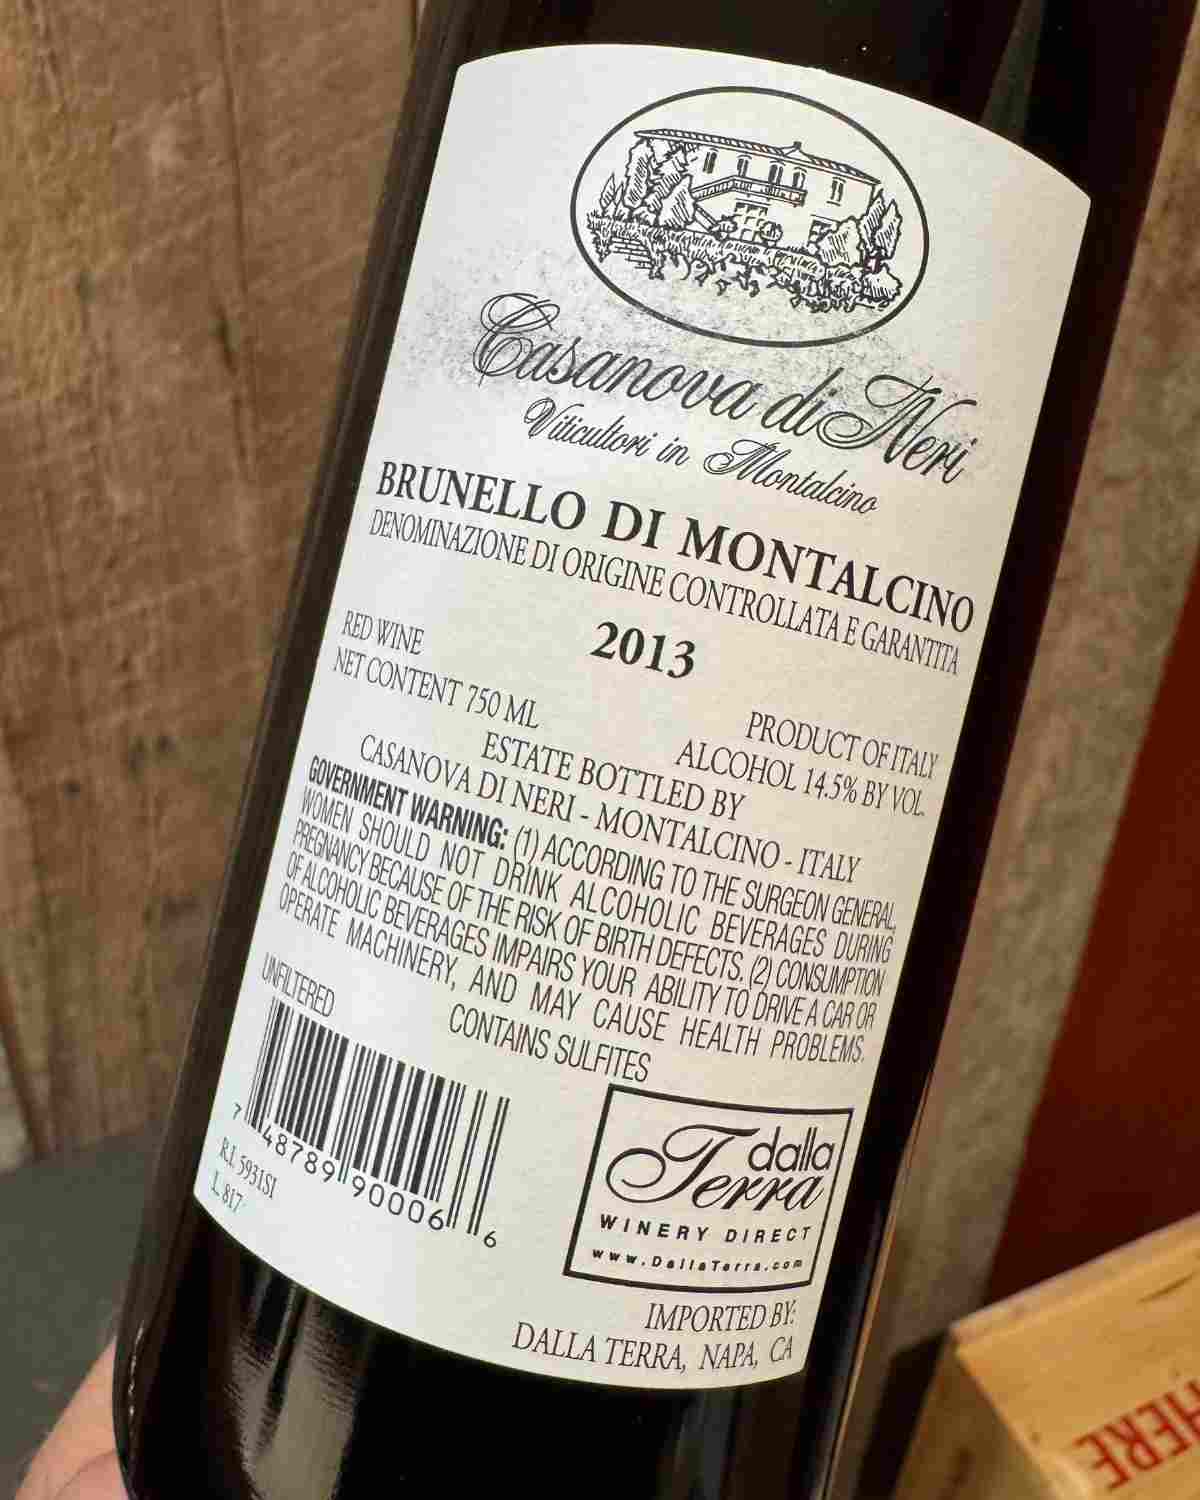 Casanova di Neri
Viticultori in Montalcino
BRUNELLO DI MONTALCINO
DENOMINAZIONE DI ORIGINE CONTROLLATA E GARANTITA
2013
RED WINE
NET CONTENT 750 ML
PRODUCT OF ITALY
ALCOHOL 14.5% BY VOL.
ESTATE BOTTLED BY
CASANOVA DI NERI - MONTALCINO - ITALY
GOVERNMENT WARNING: (1) ACCORDING TO THE SURGEON GENERAL,
WOMEN SHOULD NOT DRINK ALCOHOLIC BEVERAGES DURING
PREGNANCY BECAUSE OF THE RISK OF BIRTH DEFECTS. (2) CONSUMPTION
OF ALCOHOLIC BEVERAGES IMPAIRS YOUR ABILITY TO DRIVE A CAR OR
OPERATE MACHINERY, AND MAY CAUSE HEALTH PROBLEMS.
UNFILTERED
CONTAINS SULFITES
7 48789 90006 6
R.I. 5931SI
L. 817
dalla
Terra
WINERY DIRECT
www.DallaTerra.com
IMPORTED BY:
DALLA TERRA, NAPA, CA
HERE